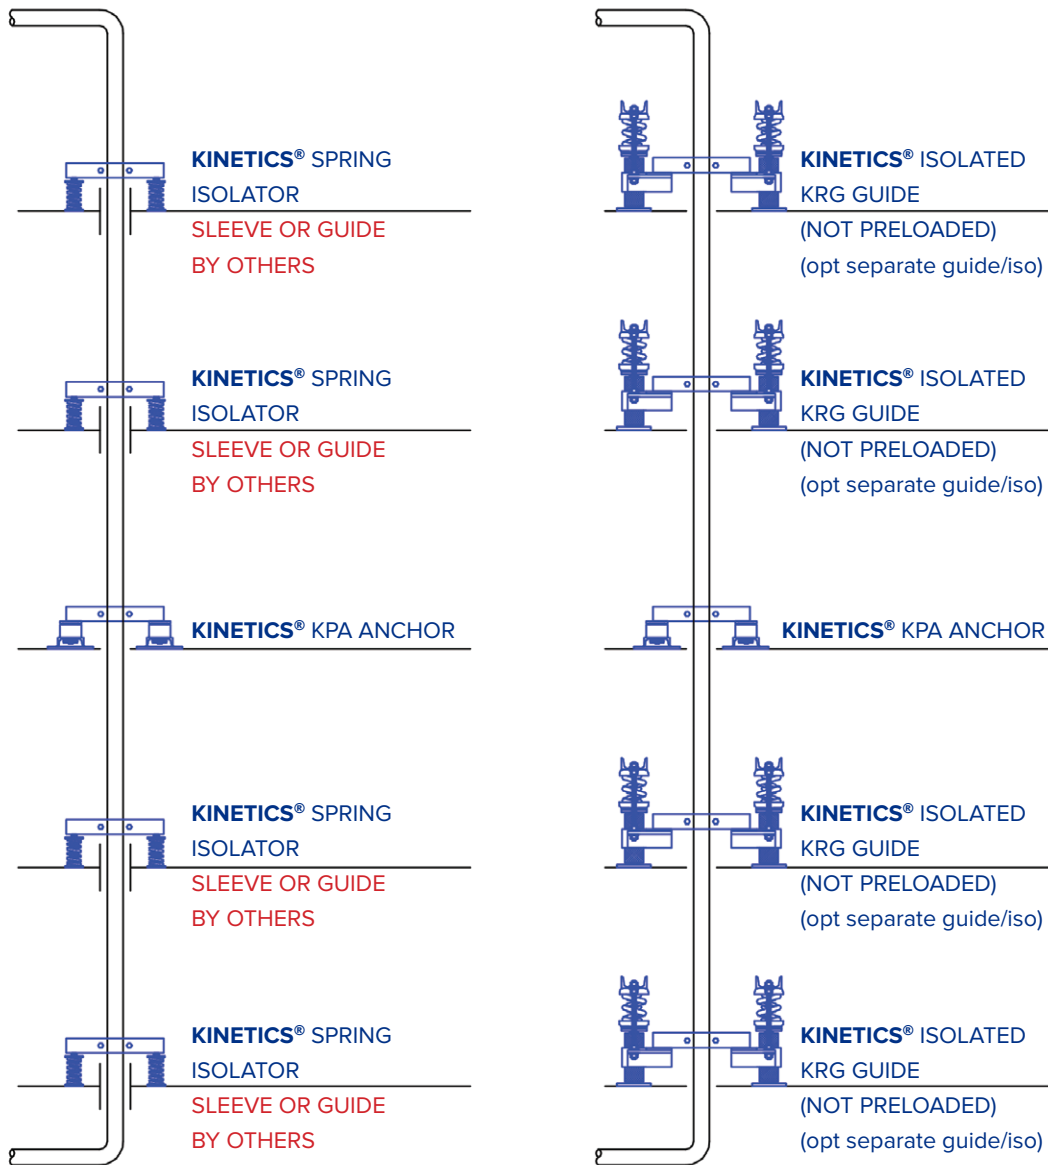 KINETICS® SPRING
ISOLATOR
SLEEVE OR GUIDE
BY OTHERS
KINETICS® SPRING
ISOLATOR
SLEEVE OR GUIDE
BY OTHERS
KINETICS® KPA ANCHOR
KINETICS® SPRING
ISOLATOR
SLEEVE OR GUIDE
BY OTHERS
KINETICS® SPRING
ISOLATOR
SLEEVE OR GUIDE
BY OTHERS
KINETICS® ISOLATED
KRG GUIDE
(NOT PRELOADED)
(opt separate guide/iso)
KINETICS® ISOLATED
KRG GUIDE
(NOT PRELOADED)
(opt separate guide/iso)
KINETICS® KPA ANCHOR
KINETICS® ISOLATED
KRG GUIDE
(NOT PRELOADED)
(opt separate guide/iso)
KINETICS® ISOLATED
KRG GUIDE
(NOT PRELOADED)
(opt separate guide/iso)